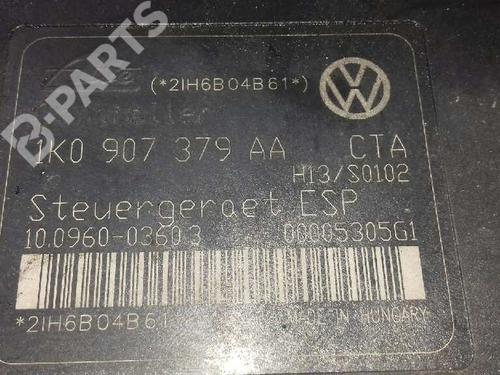 B-PARTS
(*2IH6B04B61*)
1K0 907 379 AA CTA
H13/S0102
Steuergeraet ESP
10.0960-0360.3 00005305G1
*2IH6B04B61
MADE IN HUNGARY